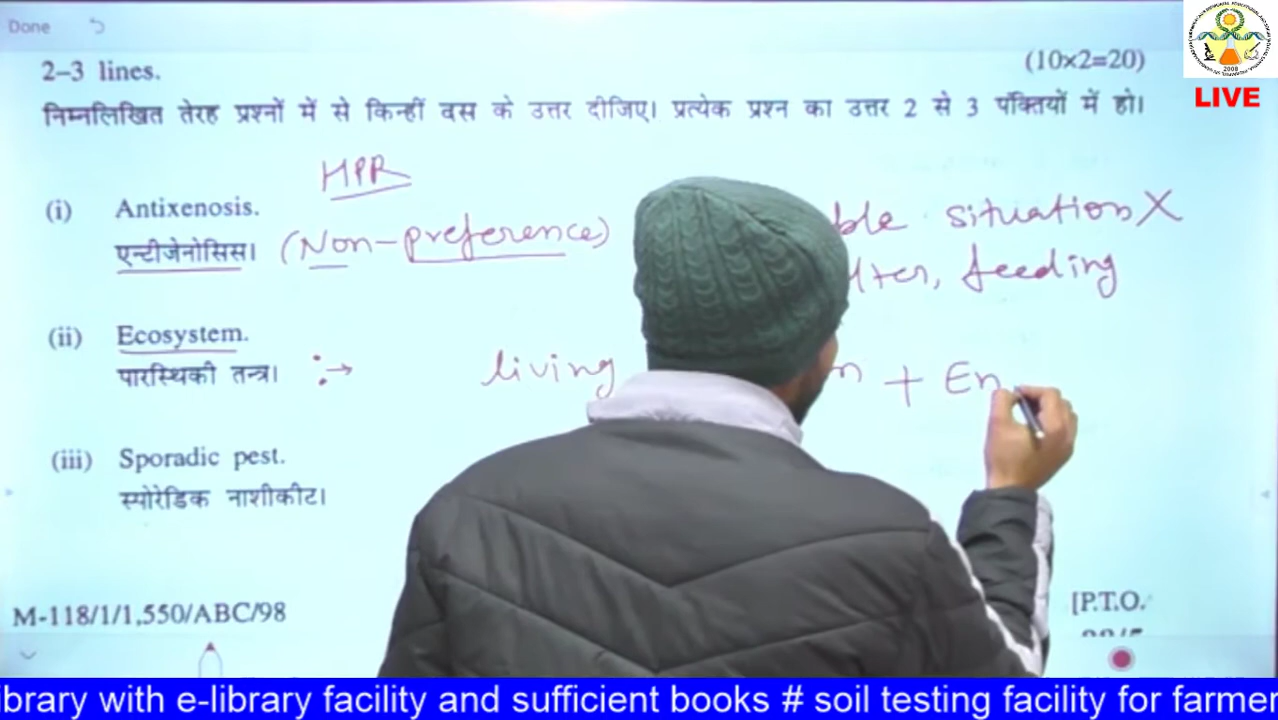 Done
2–3 lines. (10×2=20)
निम्नलिखित तेरह प्रश्नों में से किन्हीं दस के उत्तर दीजिए। प्रत्येक प्रश्न का उत्तर 2 से 3 पंक्तियों में हो।
LIVE
2008
HPR
(i) Antixenosis.
एन्टीजेनोसिस। (Non-preference) ble situation X
lter, feeding
(ii) Ecosystem.
पारस्थिकी तन्त्र। :→ living n + En
(iii) Sporadic pest.
स्पोरेडिक नाशीकीट।
M-118/1/1,550/ABC/98 [P.T.O.
ibrary with e-library facility and sufficient books # soil testing facility for farmer